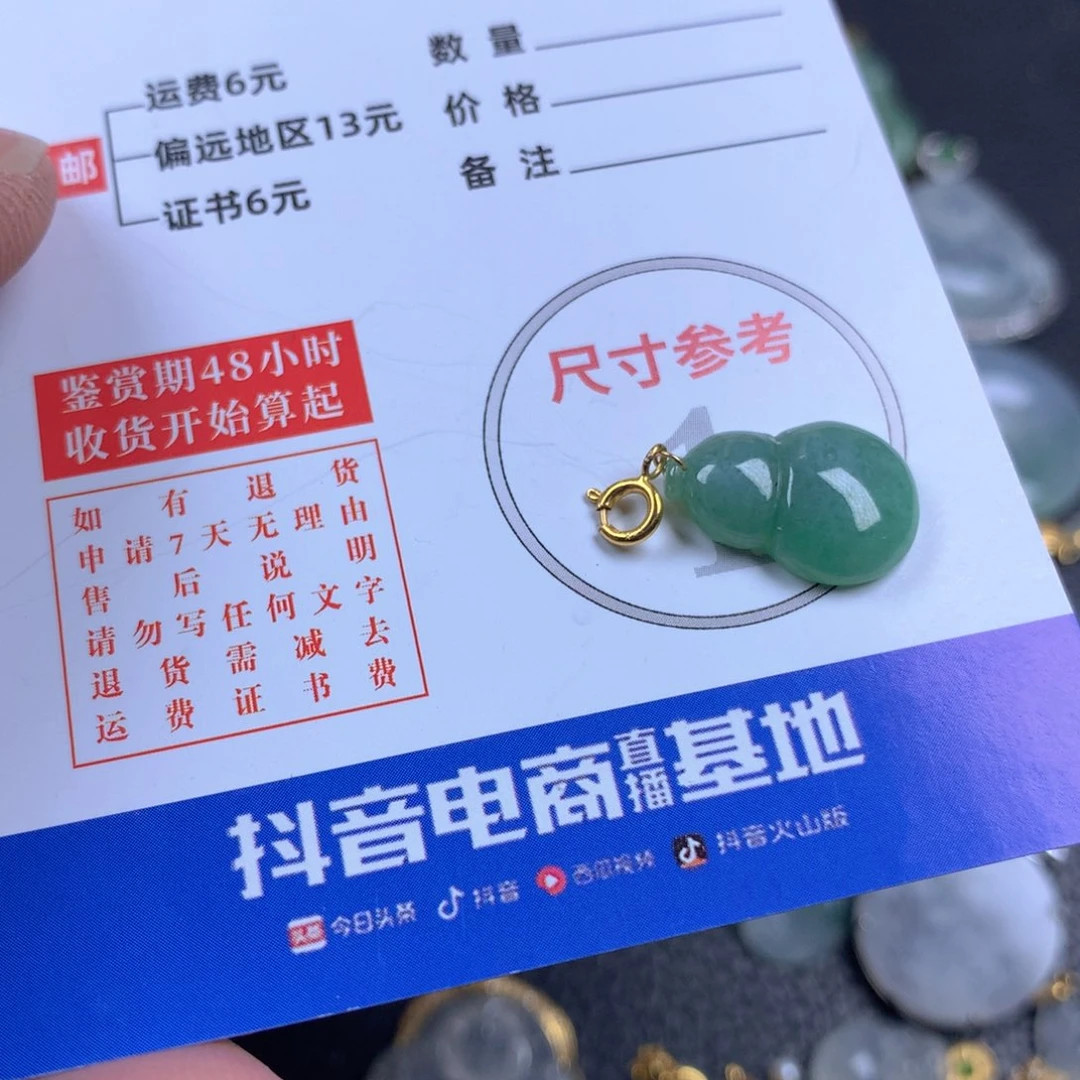 数量
价格
备注
邮
运费6元
偏远地区13元
证书6元
鉴赏期48小时
收货开始算起
如有退货
申请7天无理由
售后说明
请勿写任何文字
退货需减去
运费证书费
尺寸参考
抖音电商直播基地
头条 今日头条 抖音 西瓜视频 抖音火山版